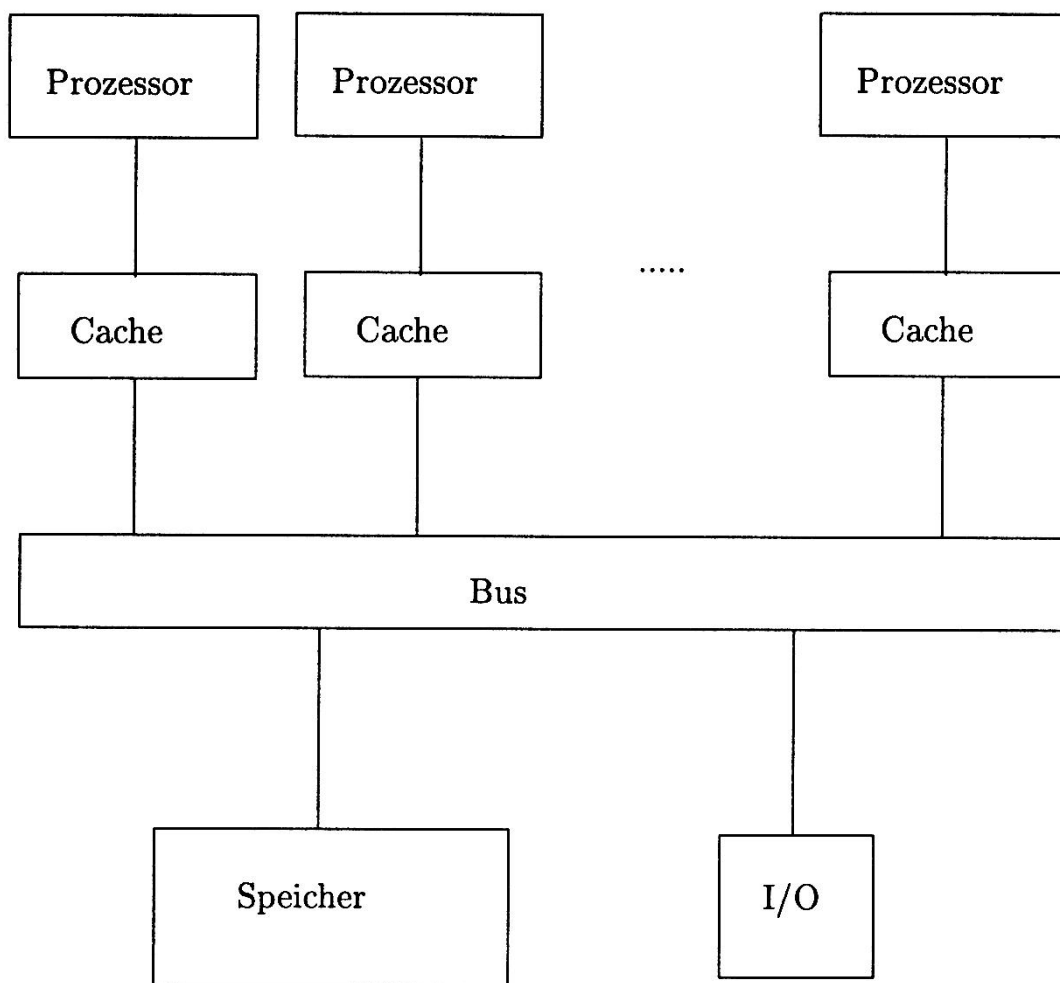 Prozessor Prozessor Prozessor
.....
Cache Cache Cache
Bus
Speicher I/O